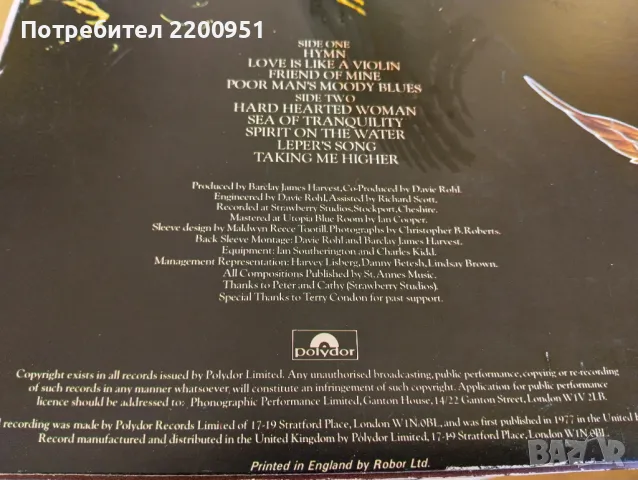 Потребител 2200951
SIDE ONE
HYMN
LOVE IS LIKE A VIOLIN
FRIEND OF MINE
POOR MAN'S MOODY BLUES
SIDE TWO
HARD HEARTED WOMAN
SEA OF TRANQUILITY
SPIRIT ON THE WATER
LEPER'S SONG
TAKING ME HIGHER
Produced by Barclay James Harvest, Co-Produced by Davie Rohl.
Engineered by Davie Rohl, Assisted by Richard Scott.
Recorded at Strawberry Studios, Stockport, Cheshire.
Mastered at Utopia Blue Room by Ian Cooper.
Sleeve design by Maldwyn Reece Tootill. Photographs by Christopher B. Roberts.
Back Sleeve Montage: Davie Rohl and Barclay James Harvest.
Equipment: Ian Southerington and Charles Kidd.
Management Representation: Harvey Lisberg, Danny Betesh, Lindsay Brown.
All Compositions Published by St. Annes Music.
Thanks to Peter and Cathy (Strawberry Studios).
Special Thanks to Terry Condon for past support.
polydor
Copyright exists in all records issued by Polydor Limited. Any unauthorised broadcasting, public performance, copying or re-recording
of such records in any manner whatsoever, will constitute an infringement of such copyright. Application for public performance
licence should be addressed to: Phonographic Performance Limited, Ganton House, 14/22 Ganton Street, London W1V 2LB.
recording was made by Polydor Records Limited of 17-19 Stratford Place, London W1N.0BL, and was first published in 1977 in the United
Record manufactured and distributed in the United Kingdom by Polydor Limited, 17-19 Stratford Place, London W1N.0BL.
Printed in England by Robor Ltd.
BAZAR